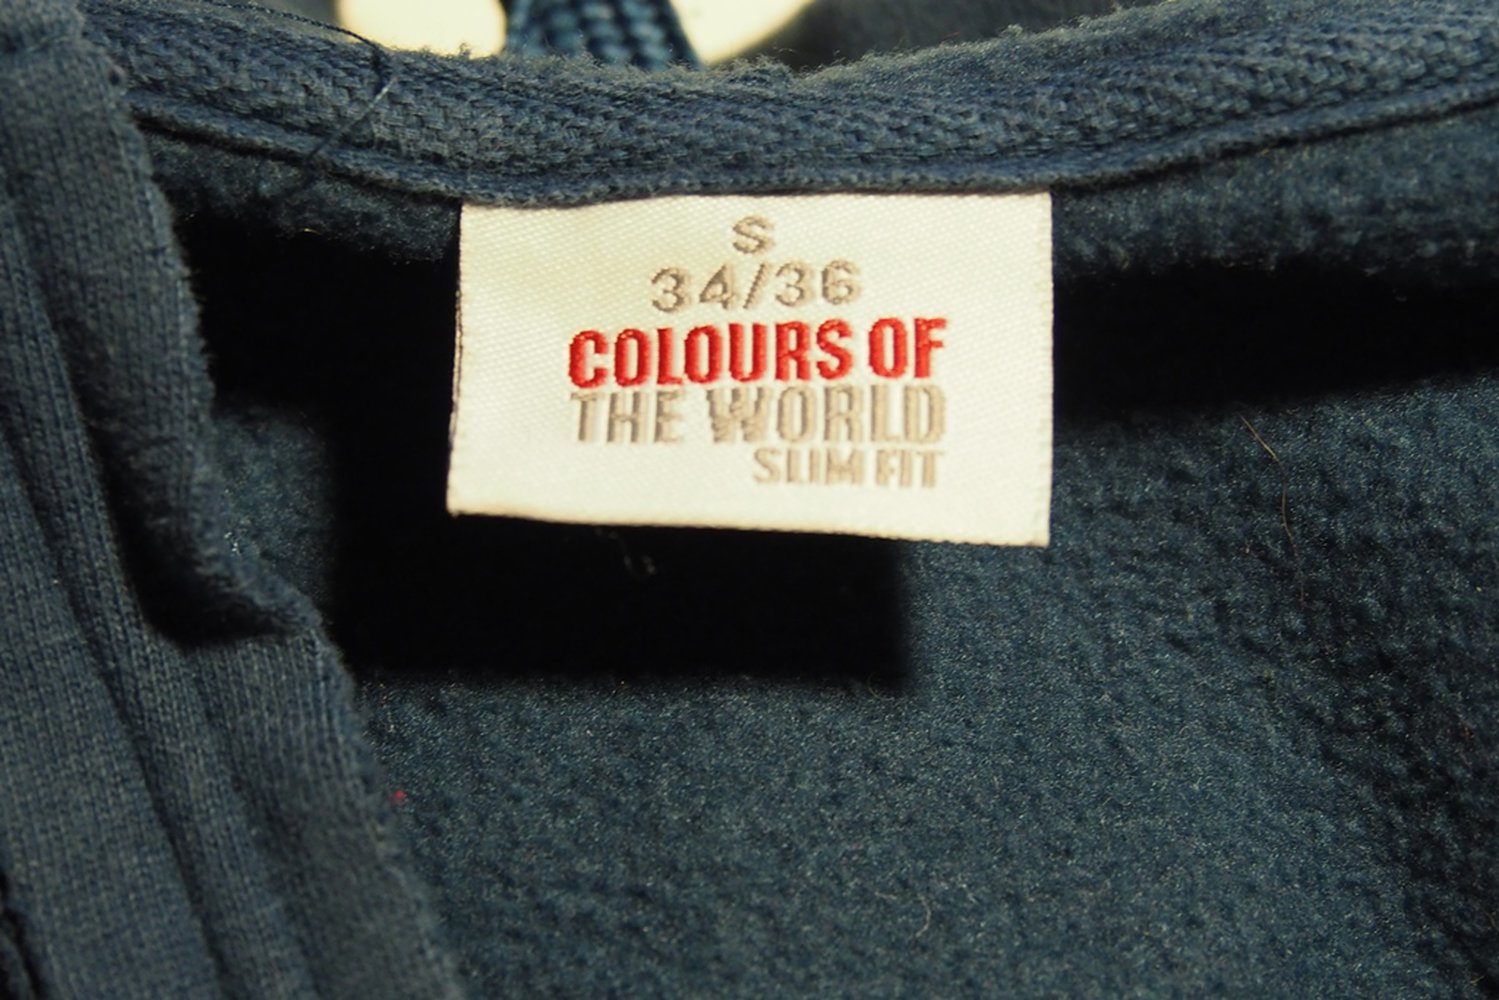 S
34/36
COLOURS OF
THE WORLD
SLIM FIT